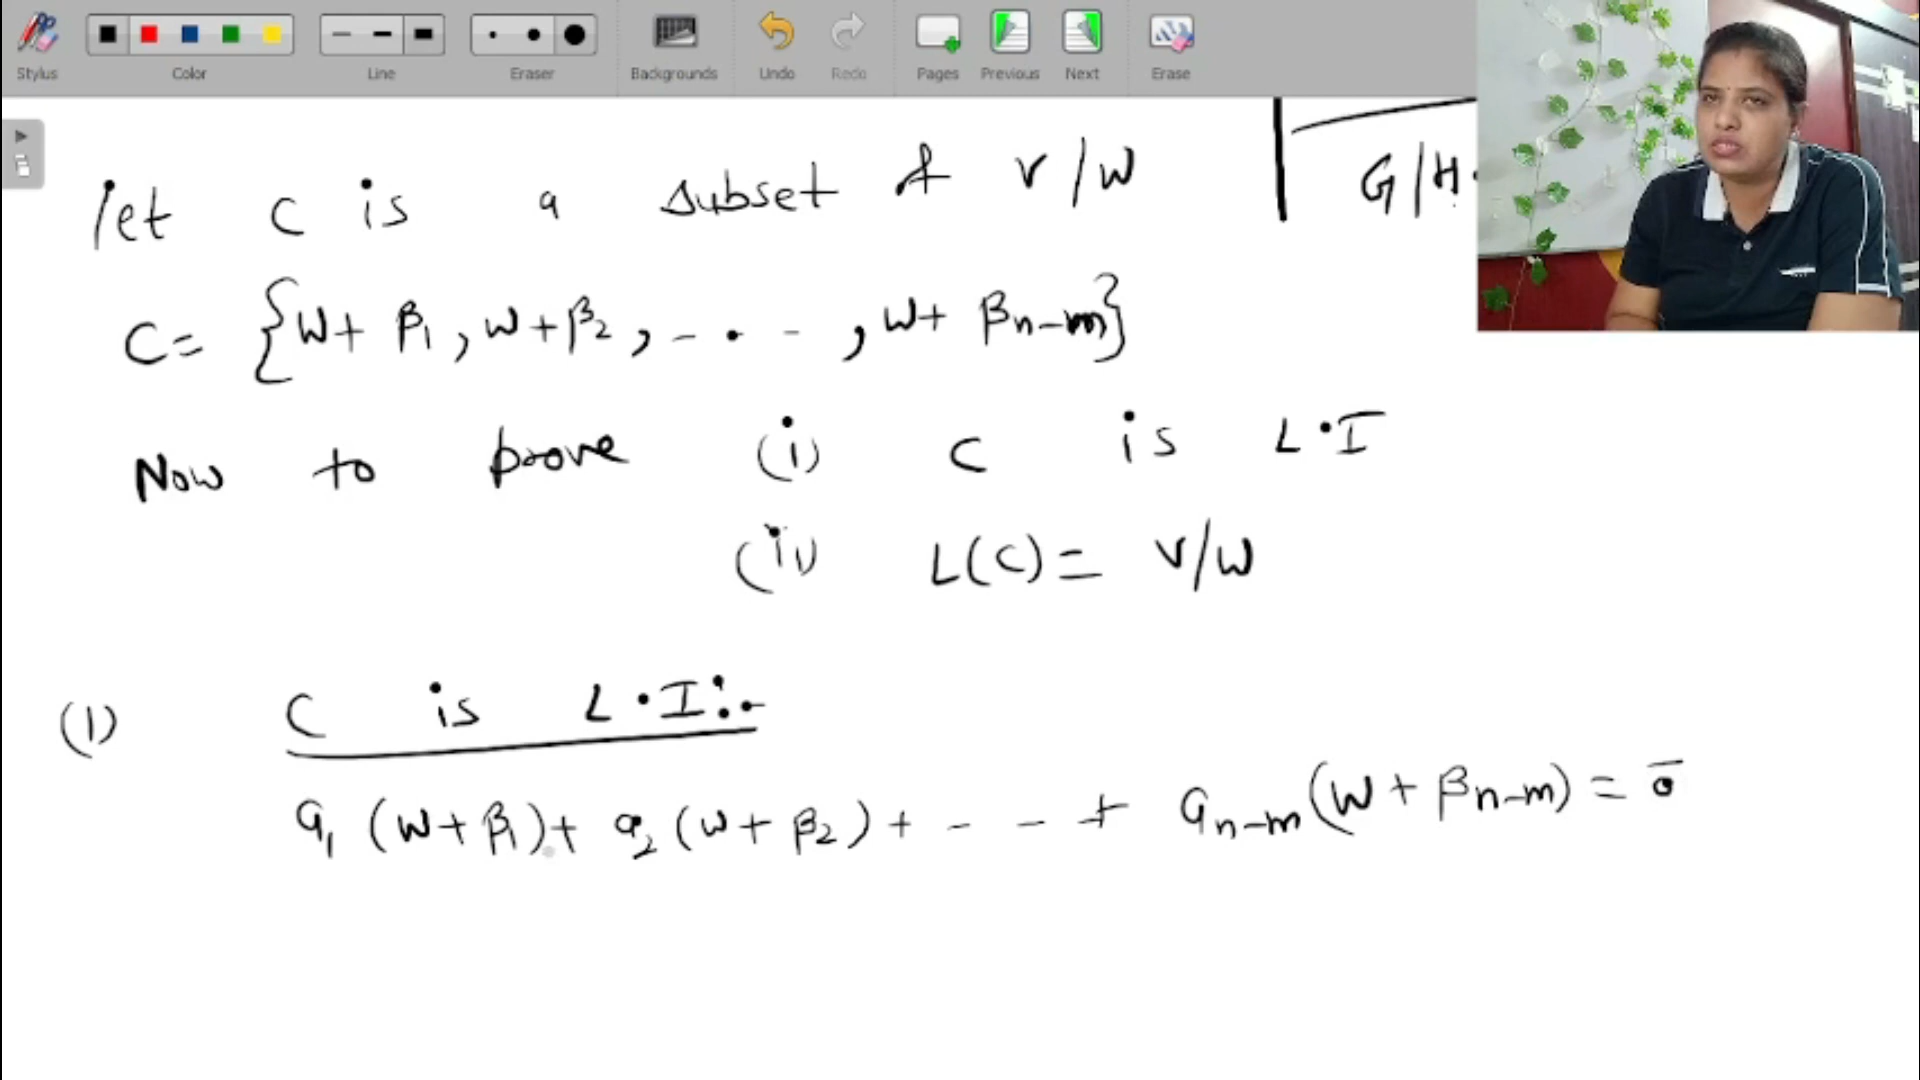 Stylus Color Line Eraser Backgrounds Undo Redo Pages Previous Next Erase
let C is a subset of V/W
G/H
C = {W+β₁, W+β₂, - . - , W+βₙ₋ₘ}
Now to prove (i) C is L.I
(ii) L(C) = V/W
(1) C is L.I:-
a₁(W+β₁)+ a₂(W+β₂)+ - - + aₙ₋ₘ(W+βₙ₋ₘ) = ō